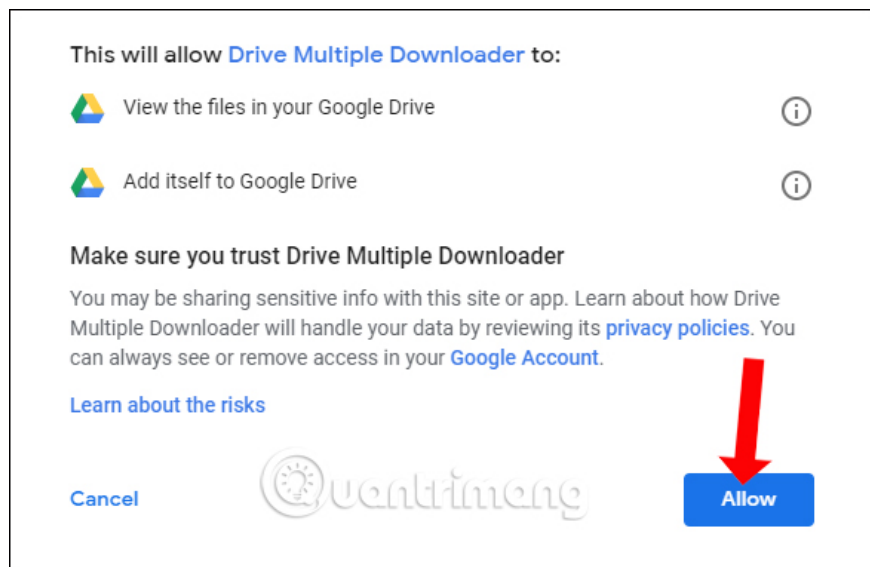 This will allow Drive Multiple Downloader to:
View the files in your Google Drive
Add itself to Google Drive
Make sure you trust Drive Multiple Downloader
You may be sharing sensitive info with this site or app. Learn about how Drive
Multiple Downloader will handle your data by reviewing its privacy policies. You
can always see or remove access in your Google Account.
Learn about the risks
Quantrimang
Cancel
Allow